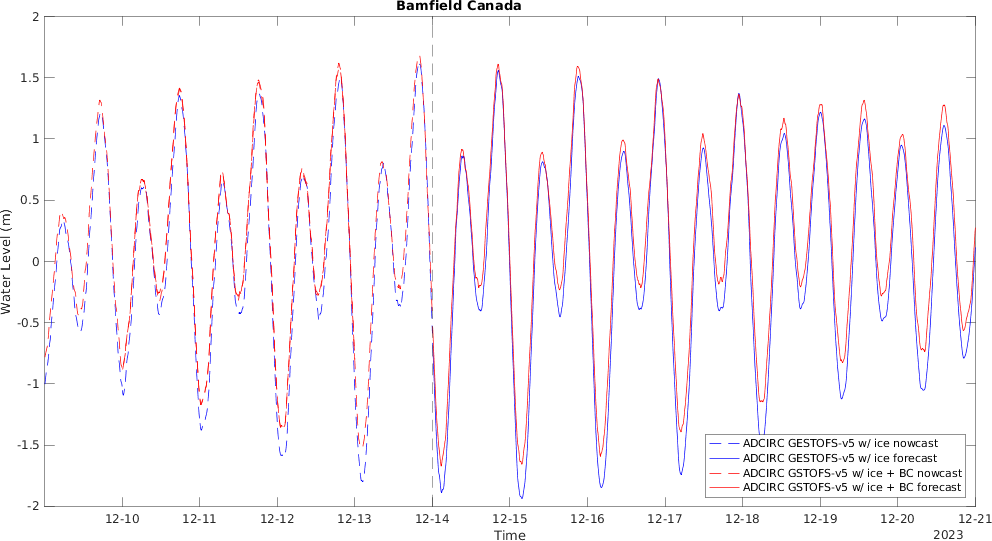 Bamfield Canada
2
1.5
1
0.5
0
-0.5
-1
-1.5
-2
Water Level (m)
ADCIRC GESTOFS-v5 w/ ice nowcast
ADCIRC GESTOFS-v5 w/ ice forecast
ADCIRC GSTOFS-v5 w/ ice + BC nowcast
ADCIRC GSTOFS-v5 w/ ice + BC forecast
12-10 12-11 12-12 12-13 12-14 12-15 12-16 12-17 12-18 12-19 12-20 12-21
Time
2023